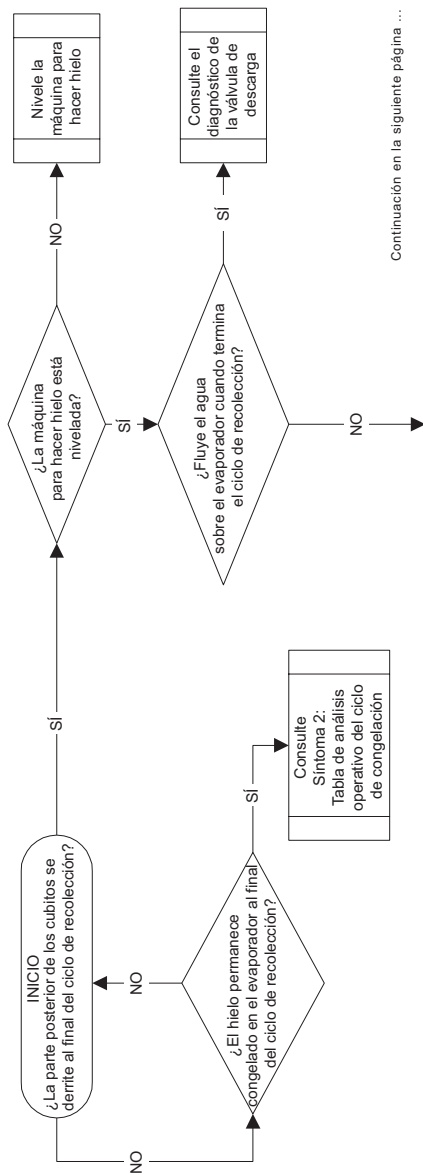 INICIO
¿La parte posterior de los cubitos se
derrite al final del ciclo de recolección?
SÍ
NO
¿El hielo permanece
congelado en el evaporador al final
del ciclo de recolección?
NO
SÍ
Consulte
Síntoma 2:
Tabla de análisis
operativo del ciclo
de congelación
¿La máquina
para hacer hielo está
nivelada?
NO
Nivele la
máquina para
hacer hielo
SÍ
¿Fluye el agua
sobre el evaporador cuando termina
el ciclo de recolección?
SÍ
Consulte el
diagnóstico de
la válvula de
descarga
NO
Continuación en la siguiente página ...